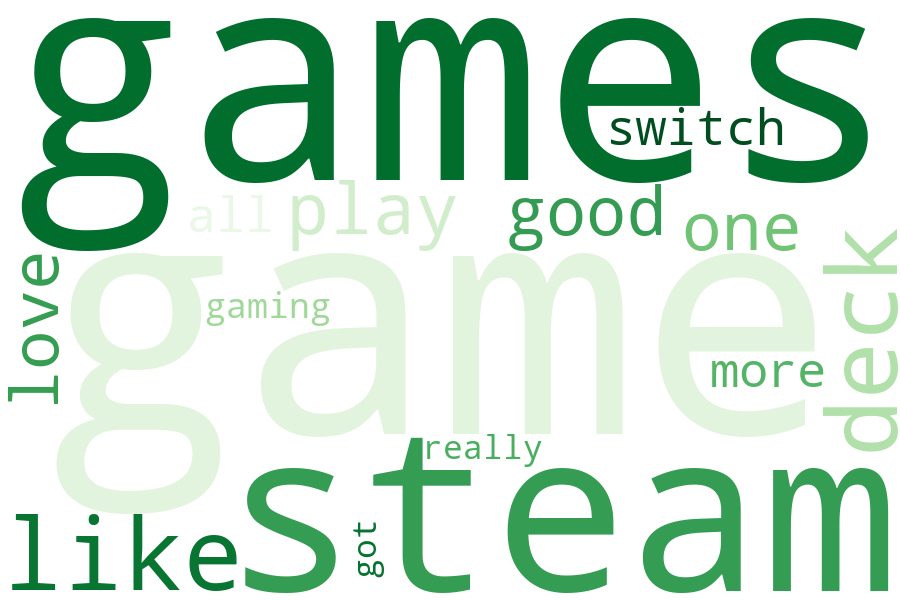 games
switch
all play good one
love
deck
game
gaming
more
really
steam
like
got